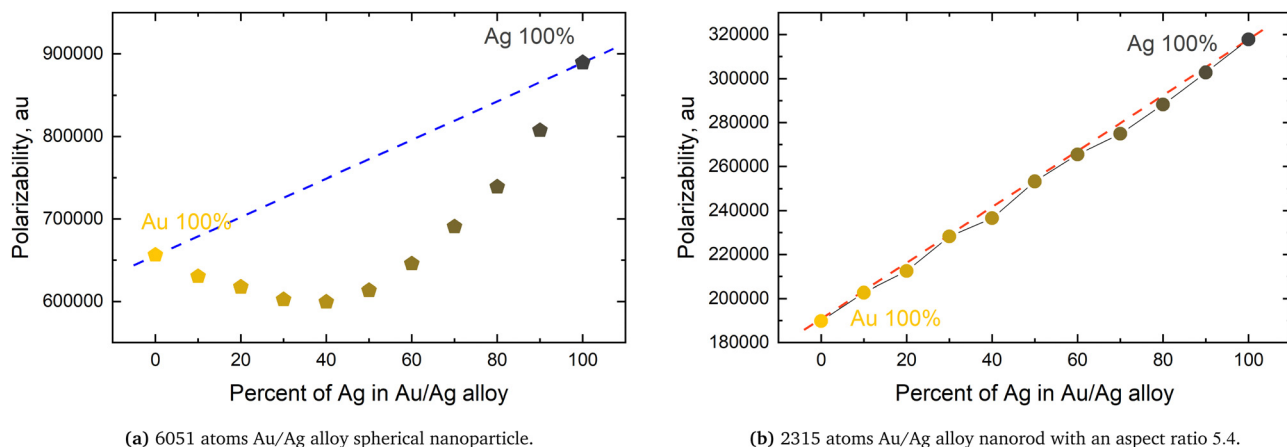 900000
800000
700000
600000
Polarizability, au
Ag 100%
Au 100%
0 20 40 60 80 100
Percent of Ag in Au/Ag alloy
(a) 6051 atoms Au/Ag alloy spherical nanoparticle.
320000
300000
280000
260000
240000
220000
200000
180000
Polarizability, au
Ag 100%
Au 100%
0 20 40 60 80 100
Percent of Ag in Au/Ag alloy
(b) 2315 atoms Au/Ag alloy nanorod with an aspect ratio 5.4.